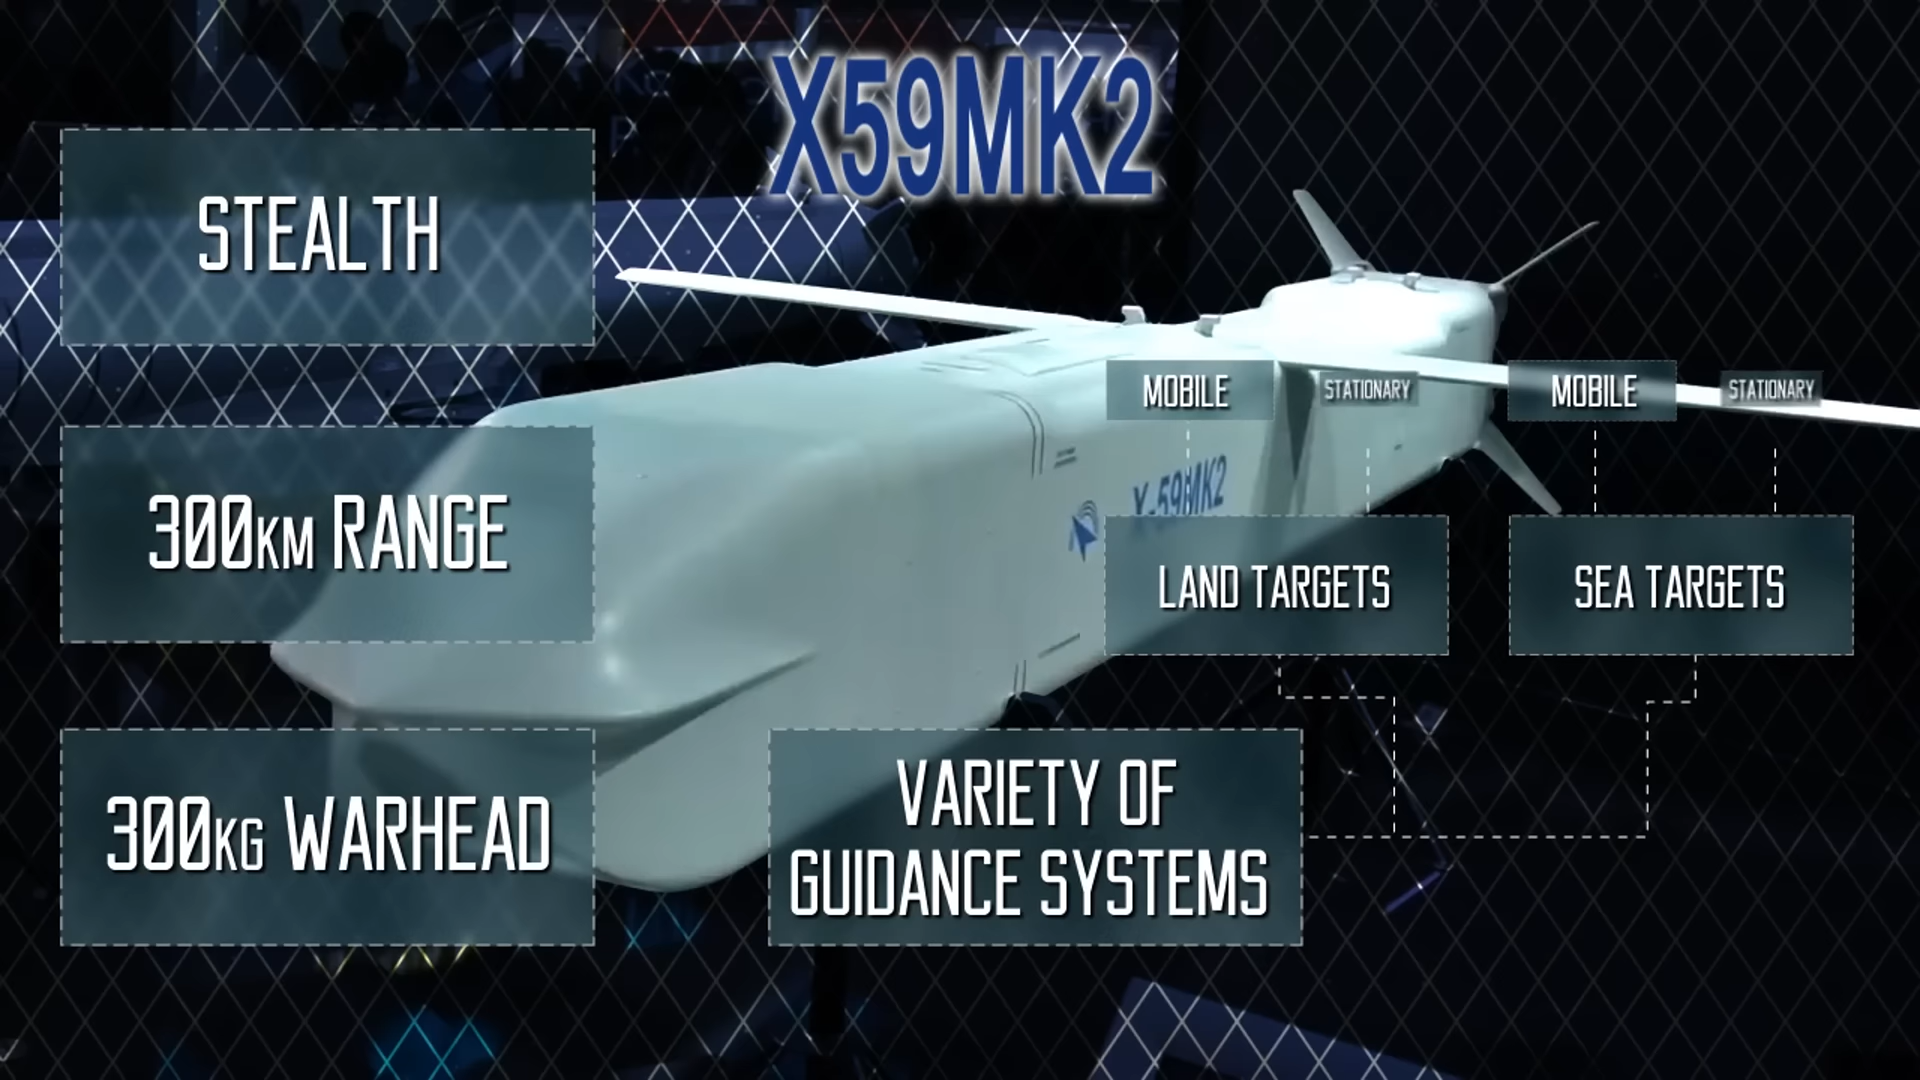 X59MK2
STEALTH
300KM RANGE
300KG WARHEAD
MOBILE
STATIONARY
MOBILE
STATIONARY
X-59MK2
LAND TARGETS
SEA TARGETS
VARIETY OF
GUIDANCE SYSTEMS